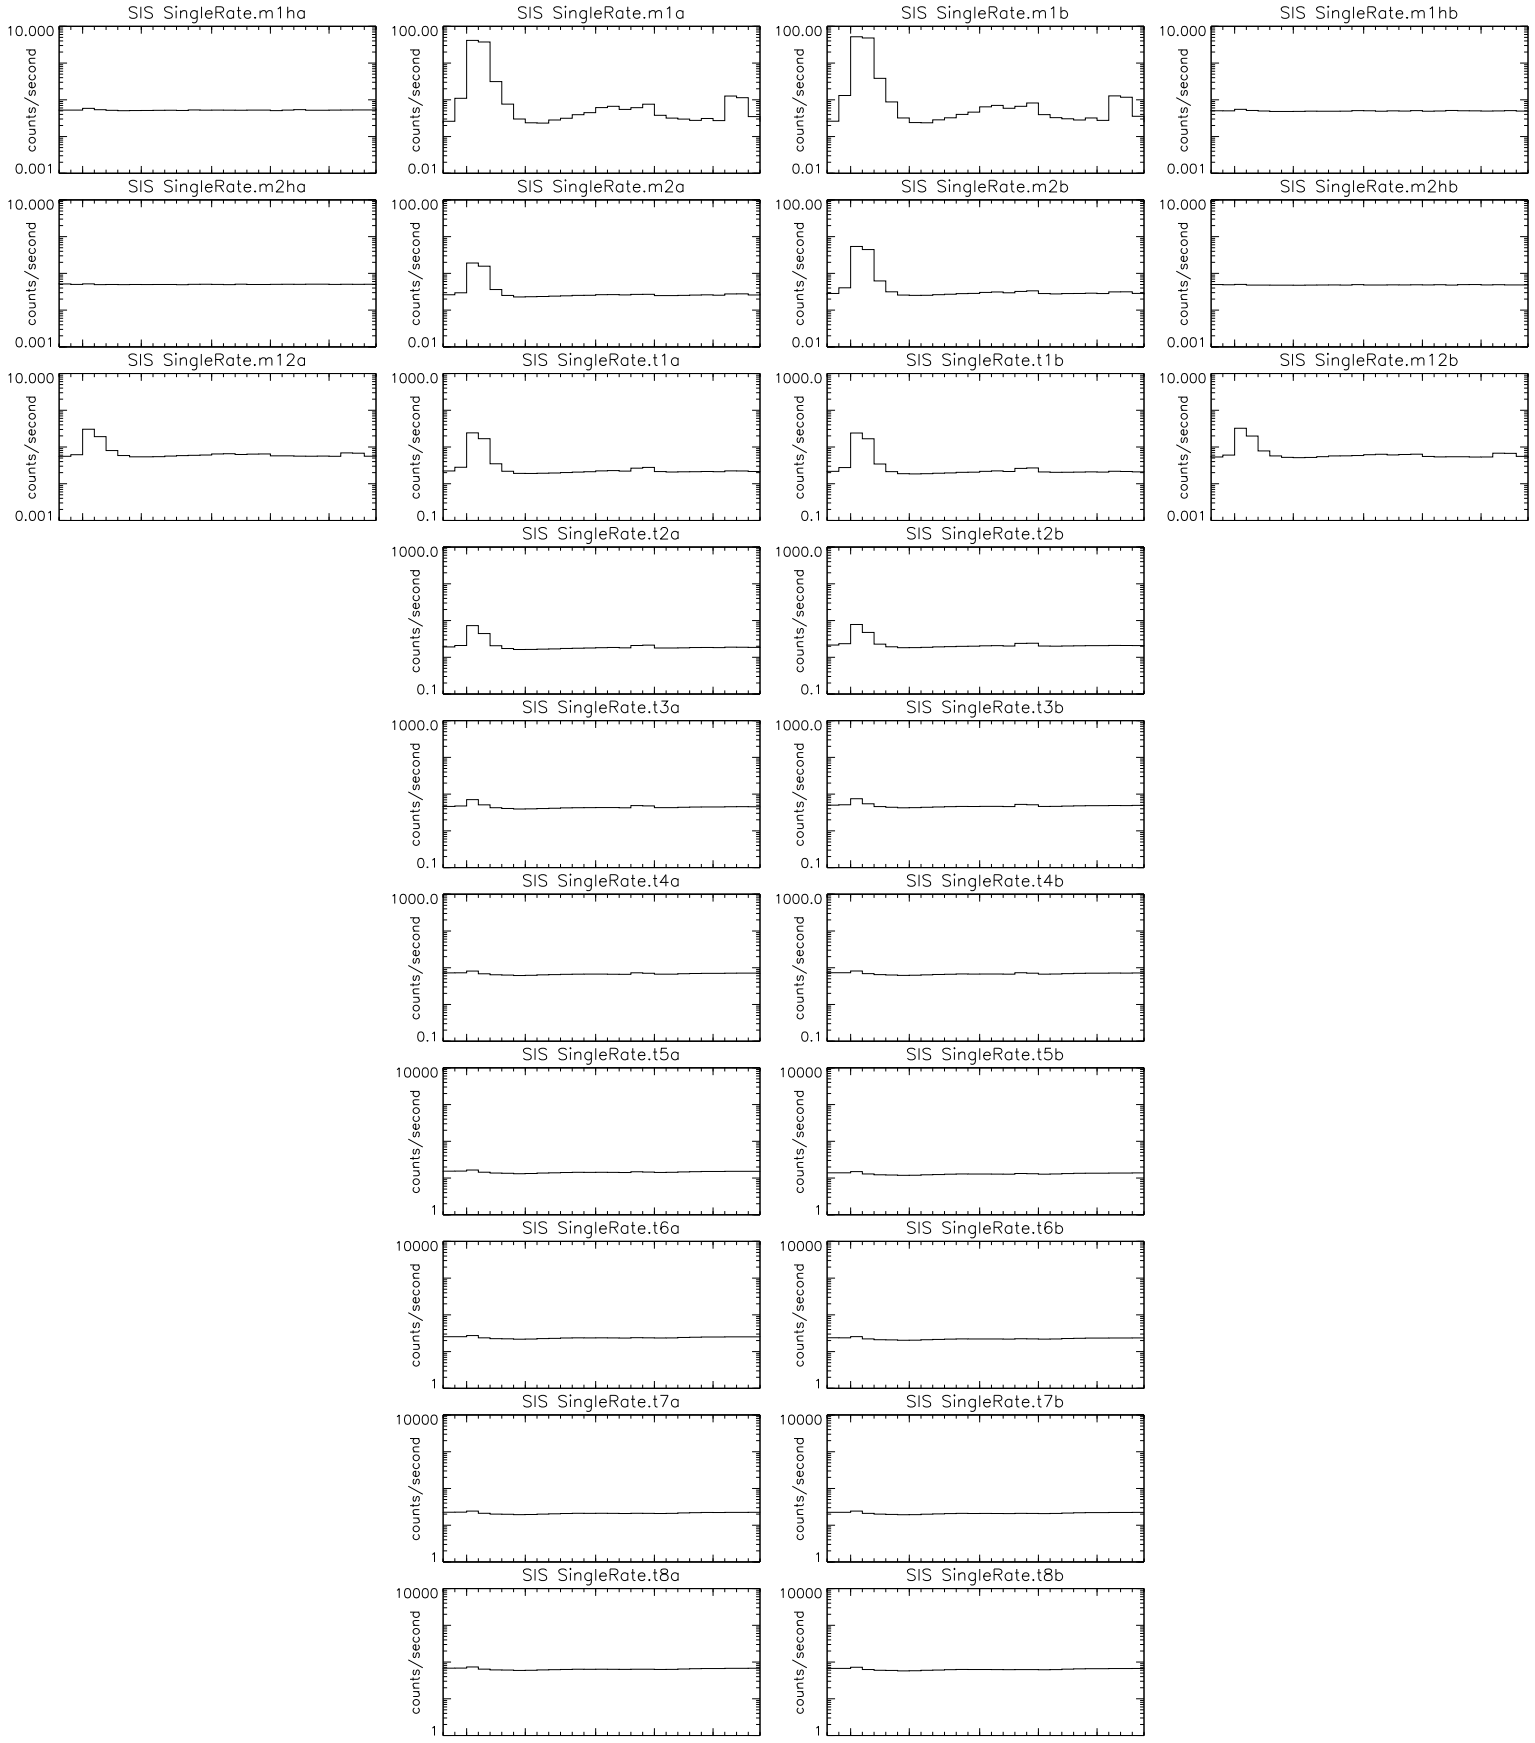 SIS SingleRate.m1ha
10.000
counts/second
0.001
SIS SingleRate.m1a
100.00
counts/second
0.01
SIS SingleRate.m1b
100.00
counts/second
0.01
SIS SingleRate.m1hb
10.000
counts/second
0.001
SIS SingleRate.m2ha
10.000
counts/second
0.001
SIS SingleRate.m2a
100.00
counts/second
0.01
SIS SingleRate.m2b
100.00
counts/second
0.01
SIS SingleRate.m2hb
10.000
counts/second
0.001
SIS SingleRate.m12a
10.000
counts/second
0.001
SIS SingleRate.t1a
1000.0
counts/second
0.1
SIS SingleRate.t1b
1000.0
counts/second
0.1
SIS SingleRate.m12b
10.000
counts/second
0.001
SIS SingleRate.t2a
1000.0
counts/second
0.1
SIS SingleRate.t2b
1000.0
counts/second
0.1
SIS SingleRate.t3a
1000.0
counts/second
0.1
SIS SingleRate.t3b
1000.0
counts/second
0.1
SIS SingleRate.t4a
1000.0
counts/second
0.1
SIS SingleRate.t4b
1000.0
counts/second
0.1
SIS SingleRate.t5a
10000
counts/second
1
SIS SingleRate.t5b
10000
counts/second
1
SIS SingleRate.t6a
10000
counts/second
1
SIS SingleRate.t6b
10000
counts/second
1
SIS SingleRate.t7a
10000
counts/second
1
SIS SingleRate.t7b
10000
counts/second
1
SIS SingleRate.t8a
10000
counts/second
1
SIS SingleRate.t8b
10000
counts/second
1